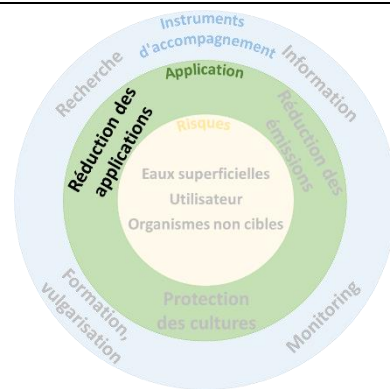 Instruments
d'accompagnement
Recherche
Information
Application
Réduction des
applications
Réduction des
émissions
Risques
Eaux superficielles
Utilisateur
Organismes non cibles
Protection
des cultures
Formation,
vulgarisation
Monitoring